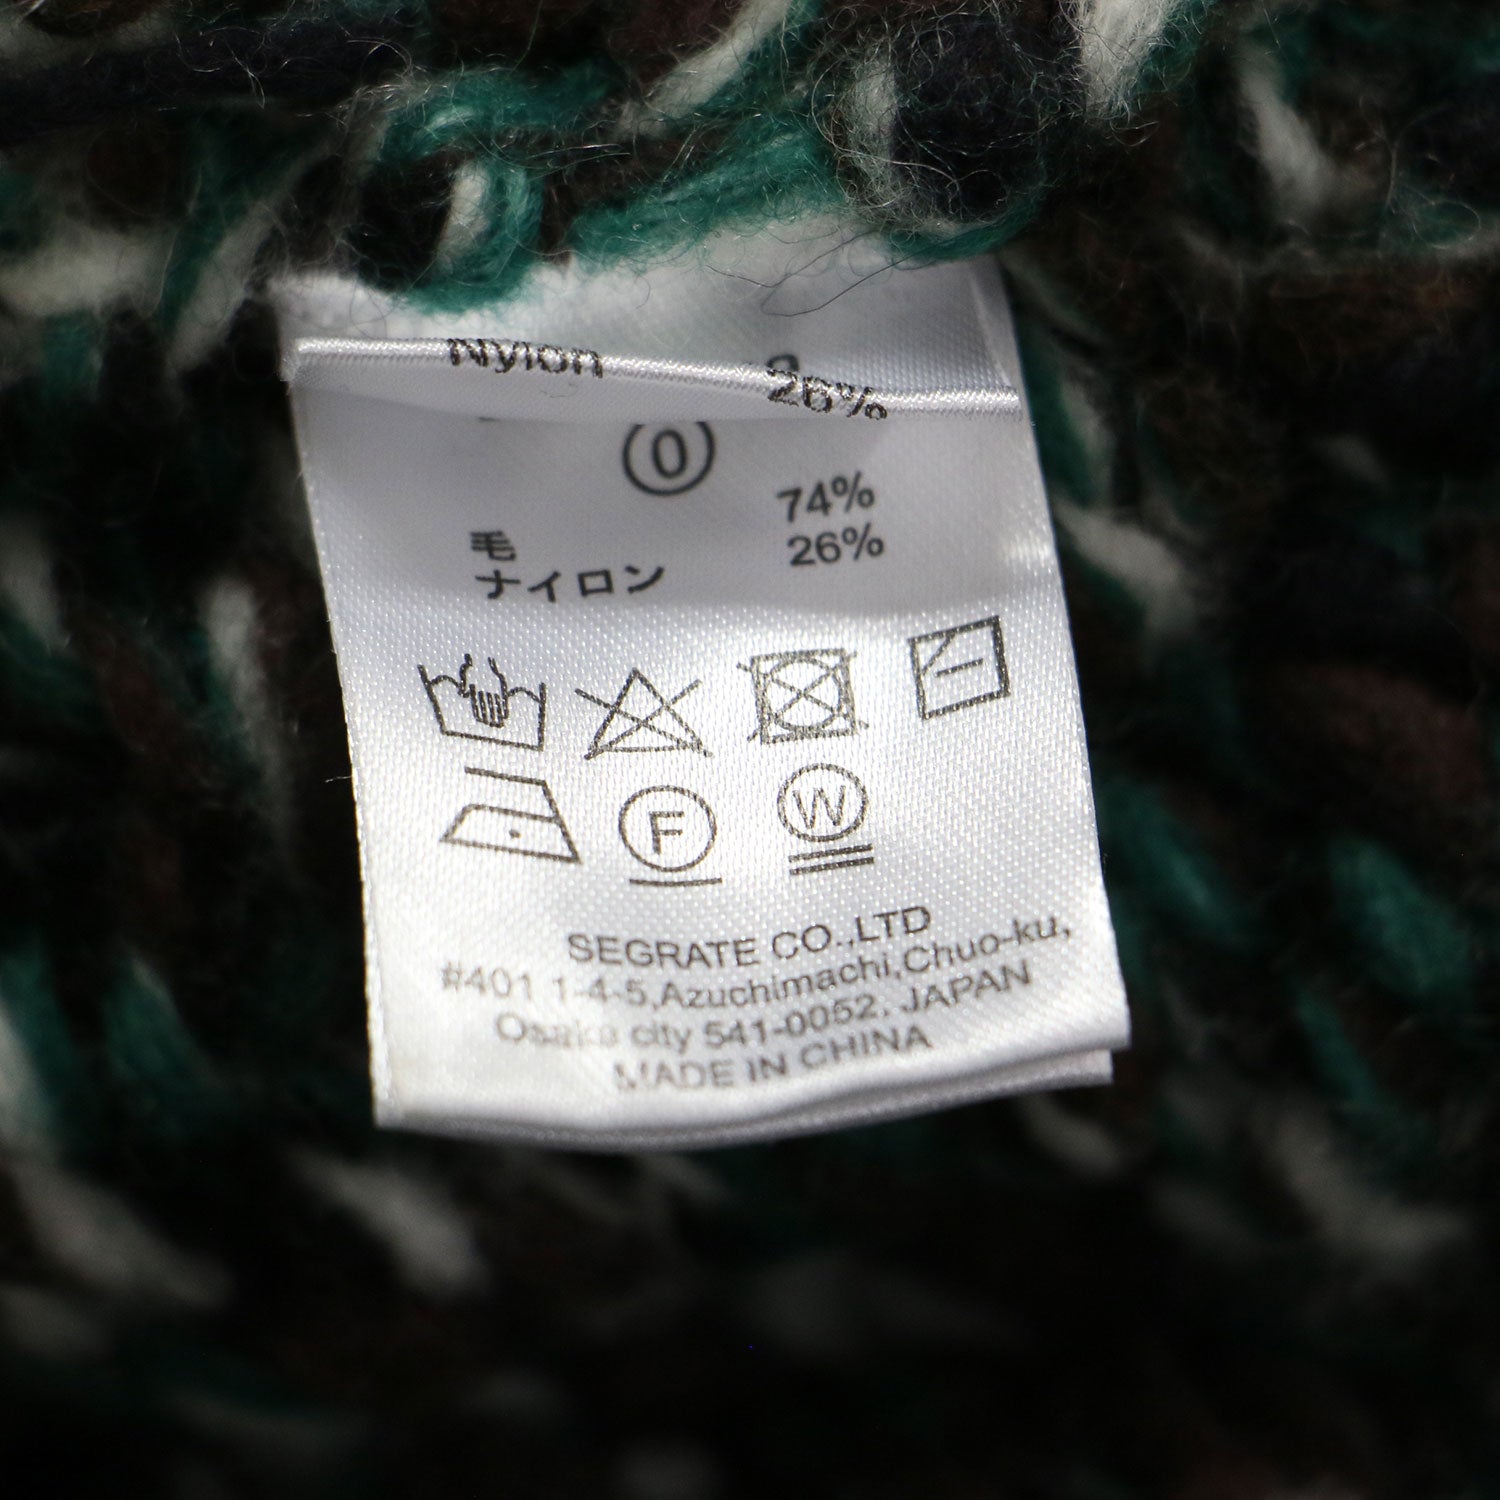 Nylon 26%
0
毛 74%
ナイロン 26%
F W
SEGRATE CO.,LTD
#401 1-4-5,Azuchimachi,Chuo-ku,
Osaka city 541-0052, JAPAN
MADE IN CHINA